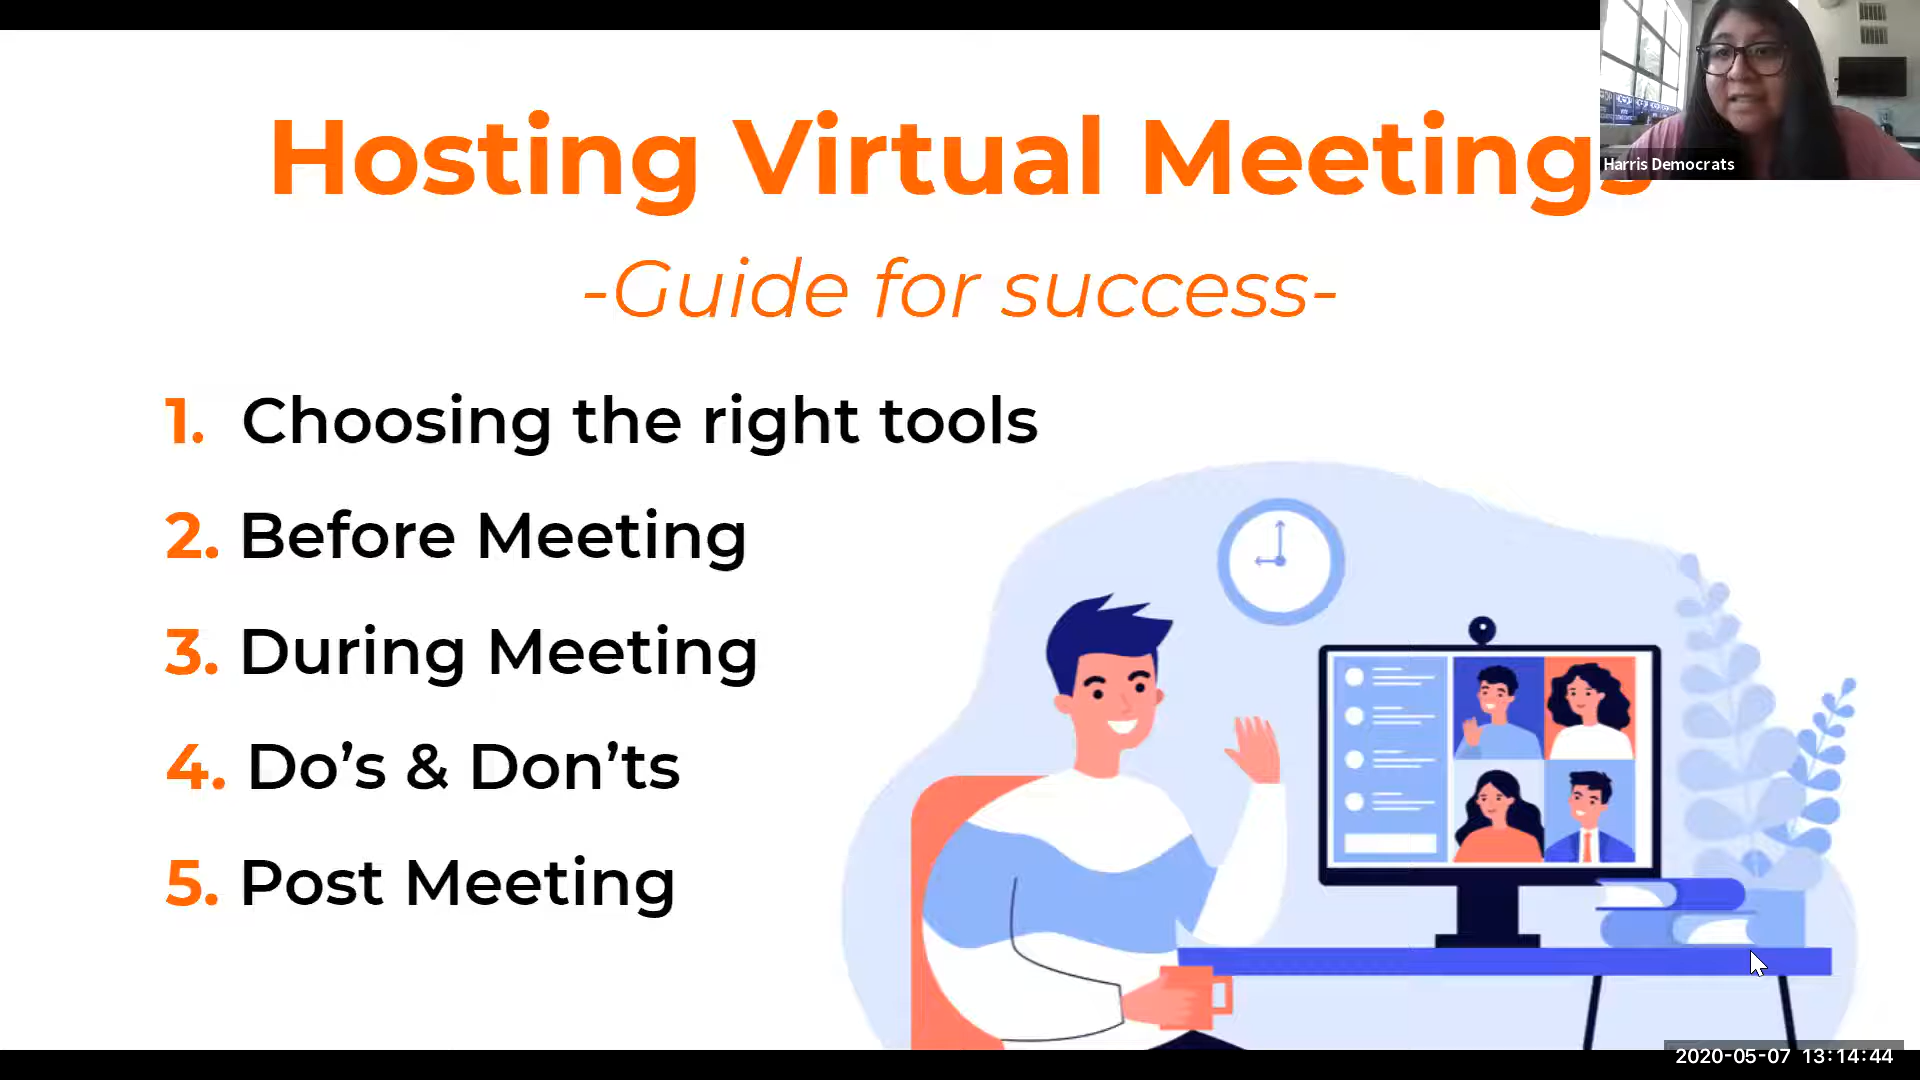 Hosting Virtual Meetings
Harris Democrats
-Guide for success-
1. Choosing the right tools
2. Before Meeting
3. During Meeting
4. Do’s & Don’ts
5. Post Meeting
2020-05-07 13:14:44